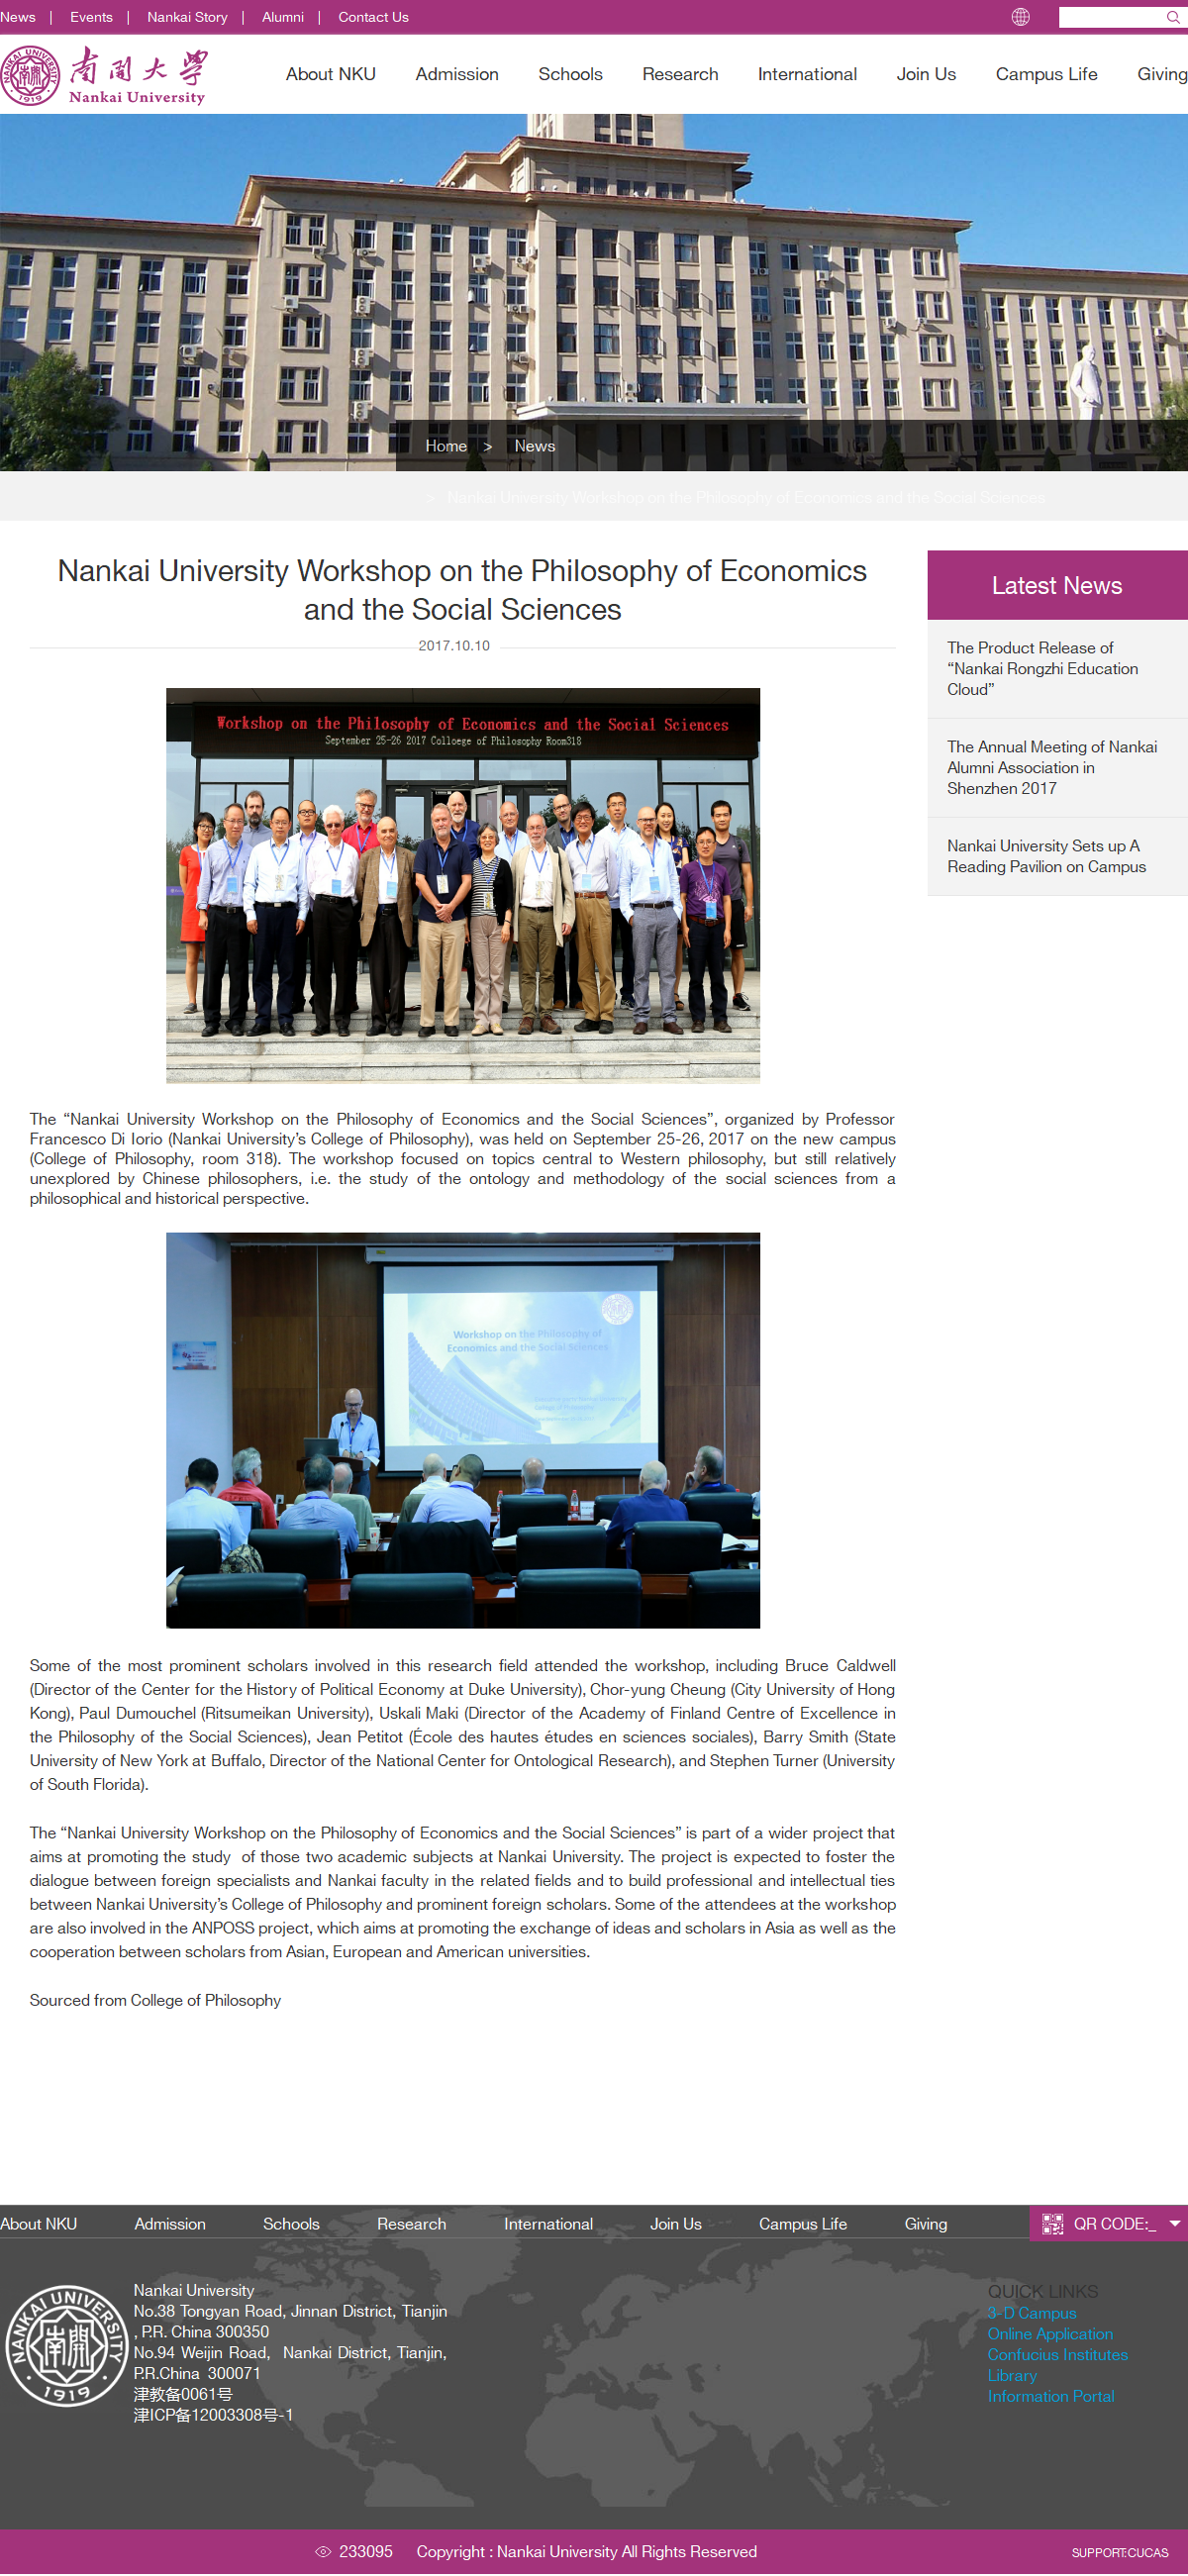 News | Events | Nankai Story | Alumni | Contact Us
南開大學
Nankai University
NANKAI UNIVERSITY
1919
About NKU Admission Schools Research International Join Us Campus Life Giving
Home > News
> Nankai University Workshop on the Philosophy of Economics and the Social Sciences
Nankai University Workshop on the Philosophy of Economics
and the Social Sciences
2017.10.10
Workshop on the Philosophy of Economics and the Social Sciences
September 25-26 2017 Colloege of Philosophy Room318
The “Nankai University Workshop on the Philosophy of Economics and the Social Sciences”, organized by Professor
Francesco Di Iorio (Nankai University’s College of Philosophy), was held on September 25-26, 2017 on the new campus
(College of Philosophy, room 318). The workshop focused on topics central to Western philosophy, but still relatively
unexplored by Chinese philosophers, i.e. the study of the ontology and methodology of the social sciences from a
philosophical and historical perspective.
Workshop on the Philosophy of
Economics and the Social Sciences
College of Philosophy
Some of the most prominent scholars involved in this research field attended the workshop, including Bruce Caldwell
(Director of the Center for the History of Political Economy at Duke University), Chor-yung Cheung (City University of Hong
Kong), Paul Dumouchel (Ritsumeikan University), Uskali Maki (Director of the Academy of Finland Centre of Excellence in
the Philosophy of the Social Sciences), Jean Petitot (École des hautes études en sciences sociales), Barry Smith (State
University of New York at Buffalo, Director of the National Center for Ontological Research), and Stephen Turner (University
of South Florida).
The “Nankai University Workshop on the Philosophy of Economics and the Social Sciences” is part of a wider project that
aims at promoting the study of those two academic subjects at Nankai University. The project is expected to foster the
dialogue between foreign specialists and Nankai faculty in the related fields and to build professional and intellectual ties
between Nankai University’s College of Philosophy and prominent foreign scholars. Some of the attendees at the workshop
are also involved in the ANPOSS project, which aims at promoting the exchange of ideas and scholars in Asia as well as the
cooperation between scholars from Asian, European and American universities.
Sourced from College of Philosophy
Latest News
The Product Release of
“Nankai Rongzhi Education
Cloud”
The Annual Meeting of Nankai
Alumni Association in
Shenzhen 2017
Nankai University Sets up A
Reading Pavilion on Campus
About NKU Admission Schools Research International Join Us Campus Life Giving
QR CODE:_
NANKAI UNIVERSITY
1919
Nankai University
No.38 Tongyan Road, Jinnan District, Tianjin
, P.R. China 300350
No.94 Weijin Road, Nankai District, Tianjin,
P.R.China 300071
津教备0061号
津ICP备12003308号-1
QUICK LINKS
3-D Campus
Online Application
Confucius Institutes
Library
Information Portal
233095 Copyright : Nankai University All Rights Reserved
SUPPORT:CUCAS